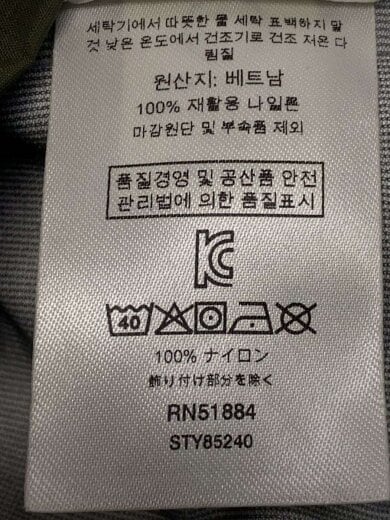 세탁기에서 따뜻한 물 세탁 표백하지 말
것 낮은 온도에서 건조기로 건조 저온 다
림질
원산지: 베트남
100% 재활용 나일론
마감원단 및 부속품 제외
품질경영 및 공산품 안전
관리법에 의한 품질표시
KC
40
100% ナイロン
飾り付け部分を除く
RN51884
STY85240